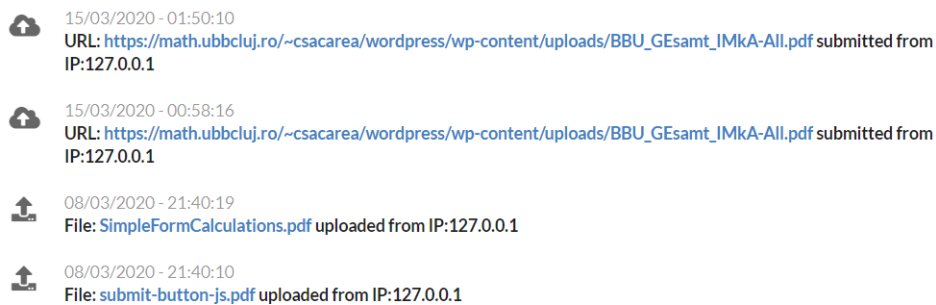 15/03/2020 - 01:50:10
URL: https://math.ubbcluj.ro/~csacarea/wordpress/wp-content/uploads/BBU_GEsamt_IMkA-All.pdf submitted from
IP:127.0.0.1
15/03/2020 - 00:58:16
URL: https://math.ubbcluj.ro/~csacarea/wordpress/wp-content/uploads/BBU_GEsamt_IMkA-All.pdf submitted from
IP:127.0.0.1
08/03/2020 - 21:40:19
File: SimpleFormCalculations.pdf uploaded from IP:127.0.0.1
08/03/2020 - 21:40:10
File: submit-button-js.pdf uploaded from IP:127.0.0.1